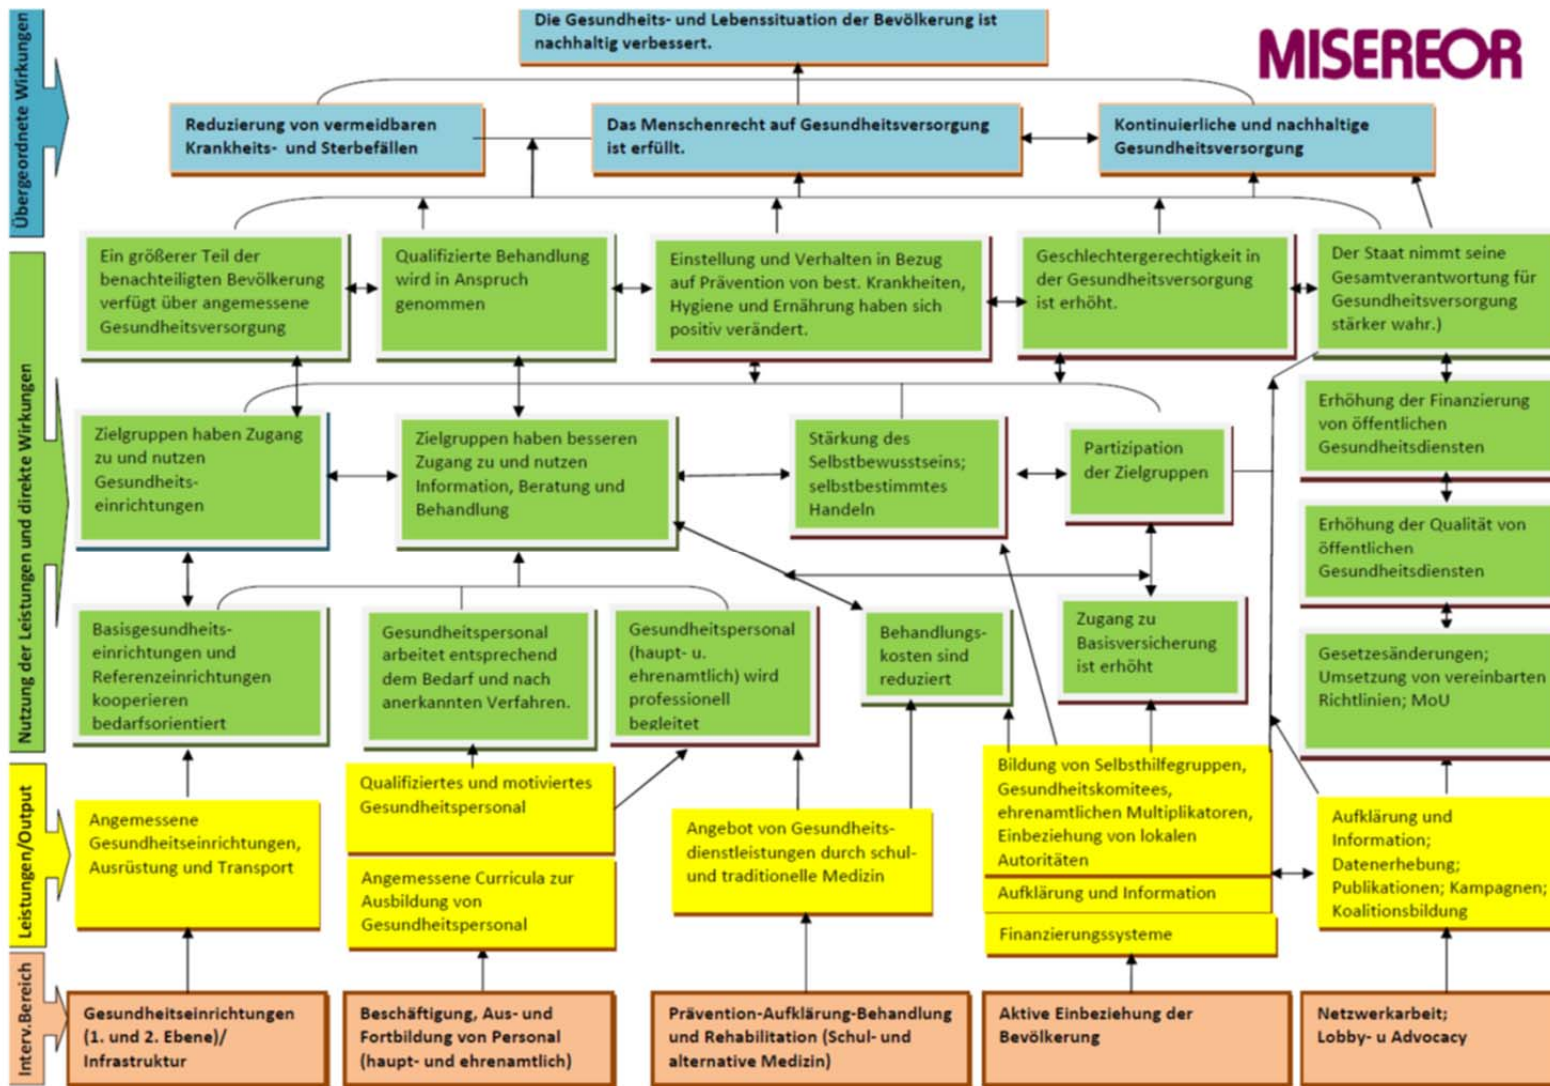 Übergeordnete Wirkungen
Die Gesundheits- und Lebenssituation der Bevölkerung ist
nachhaltig verbessert.
MISEREOR
Reduzierung von vermeidbaren
Krankheits- und Sterbefällen
Das Menschenrecht auf Gesundheitsversorgung
ist erfüllt.
Kontinuierliche und nachhaltige
Gesundheitsversorgung
Nutzung der Leistungen und direkte Wirkungen
Ein größerer Teil der
benachteiligten Bevölkerung
verfügt über angemessene
Gesundheitsversorgung
Qualifizierte Behandlung
wird in Anspruch
genommen
Einstellung und Verhalten in Bezug
auf Prävention von best. Krankheiten,
Hygiene und Ernährung haben sich
positiv verändert.
Geschlechtergerechtigkeit in
der Gesundheitsversorgung
ist erhöht.
Der Staat nimmt seine
Gesamtverantwortung für
Gesundheitsversorgung
stärker wahr.)
Zielgruppen haben Zugang
zu und nutzen
Gesundheits-
einrichtungen
Zielgruppen haben besseren
Zugang zu und nutzen
Information, Beratung und
Behandlung
Stärkung des
Selbstbewusstseins;
selbstbestimmtes
Handeln
Partizipation
der Zielgruppen
Erhöhung der Finanzierung
von öffentlichen
Gesundheitsdiensten
Erhöhung der Qualität von
öffentlichen
Gesundheitsdiensten
Basisgesundheits-
einrichtungen und
Referenzeinrichtungen
kooperieren
bedarfsorientiert
Gesundheitspersonal
arbeitet entsprechend
dem Bedarf und nach
anerkannten Verfahren.
Gesundheitspersonal
(haupt- u.
ehrenamtlich) wird
professionell
begleitet
Behandlungs-
kosten sind
reduziert
Zugang zu
Basisversicherung
ist erhöht
Gesetzesänderungen;
Umsetzung von vereinbarten
Richtlinien; MoU
Leistungen/Output
Angemessene
Gesundheitseinrichtungen,
Ausrüstung und Transport
Qualifiziertes und motiviertes
Gesundheitspersonal
Angemessene Curricula zur
Ausbildung von
Gesundheitspersonal
Angebot von Gesundheits-
dienstleistungen durch schul-
und traditionelle Medizin
Bildung von Selbsthilfegruppen,
Gesundheitskomitees,
ehrenamtlichen Multiplikatoren,
Einbeziehung von lokalen
Autoritäten
Aufklärung und Information
Finanzierungssysteme
Aufklärung und
Information;
Datenerhebung;
Publikationen; Kampagnen;
Koalitionsbildung
Interv.Bereich
Gesundheitseinrichtungen
(1. und 2. Ebene)/
Infrastruktur
Beschäftigung, Aus- und
Fortbildung von Personal
(haupt- und ehrenamtlich)
Prävention-Aufklärung-Behandlung
und Rehabilitation (Schul- und
alternative Medizin)
Aktive Einbeziehung der
Bevölkerung
Netzwerkarbeit;
Lobby- u Advocacy